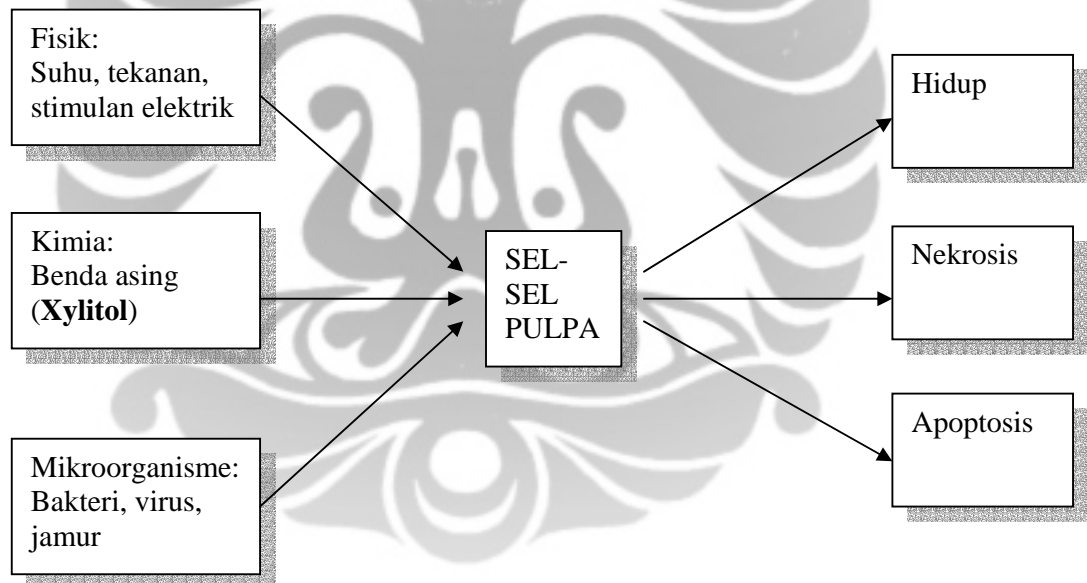 Fisik:
Suhu, tekanan,
stimulan elektrik
Kimia:
Benda asing
(Xylitol)
Mikroorganisme:
Bakteri, virus,
jamur
SEL-
SEL
PULPA
Hidup
Nekrosis
Apoptosis